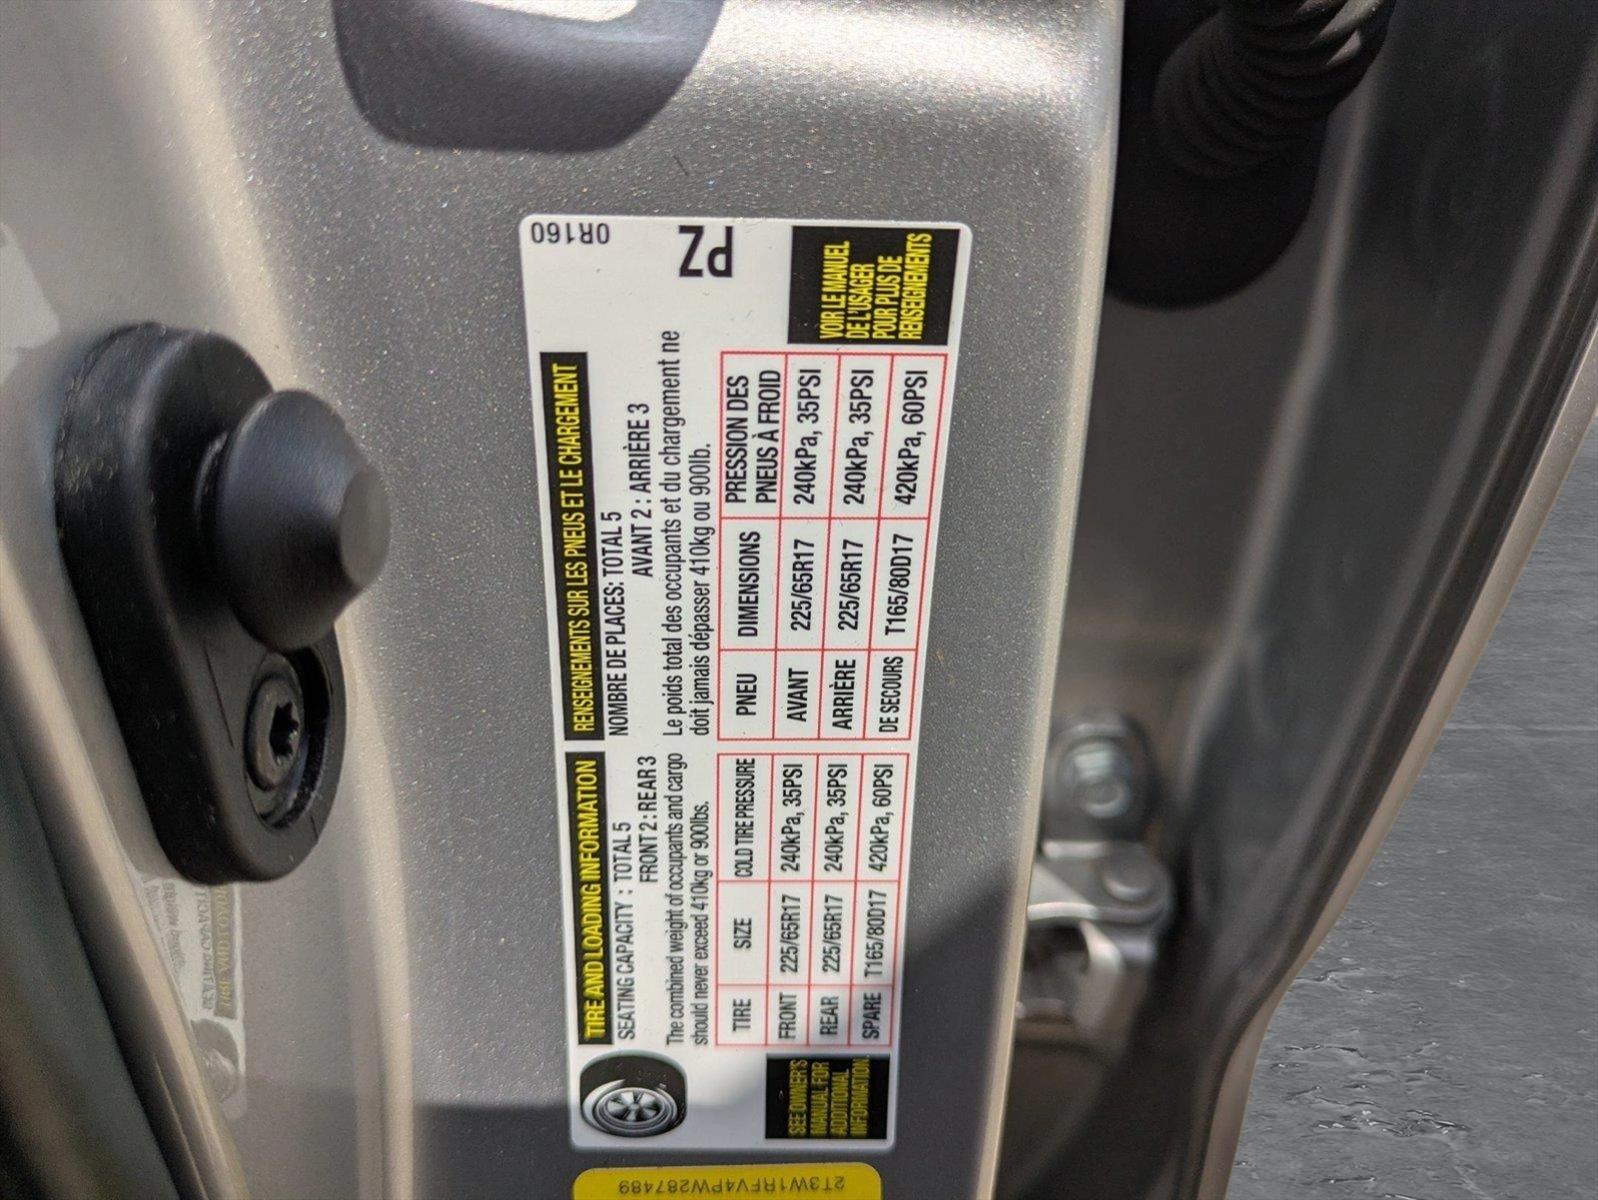 TIRE AND LOADING INFORMATION
SEATING CAPACITY : TOTAL 5
FRONT 2 : REAR 3
The combined weight of occupants and cargo
should never exceed 410kg or 900lbs.
TIRE SIZE COLD TIRE PRESSURE
FRONT 225/65R17 240kPa, 35PSI
REAR 225/65R17 240kPa, 35PSI
SPARE T165/80D17 420kPa, 60PSI
SEE OWNER'S
MANUAL FOR
ADDITIONAL
INFORMATION.
RENSEIGNEMENTS SUR LES PNEUS ET LE CHARGEMENT
NOMBRE DE PLACES: TOTAL 5
AVANT 2 : ARRIÈRE 3
Le poids total des occupants et du chargement ne
doit jamais dépasser 410kg ou 900lb.
PNEU DIMENSIONS PRESSION DES
PNEUS À FROID
AVANT 225/65R17 240kPa, 35PSI
ARRIÈRE 225/65R17 240kPa, 35PSI
DE SECOURS T165/80D17 420kPa, 60PSI
VOIR LE MANUEL
DE L'USAGER
POUR PLUS DE
RENSEIGNEMENTS
0R160
PZ
2T3W1RFV4PW287489